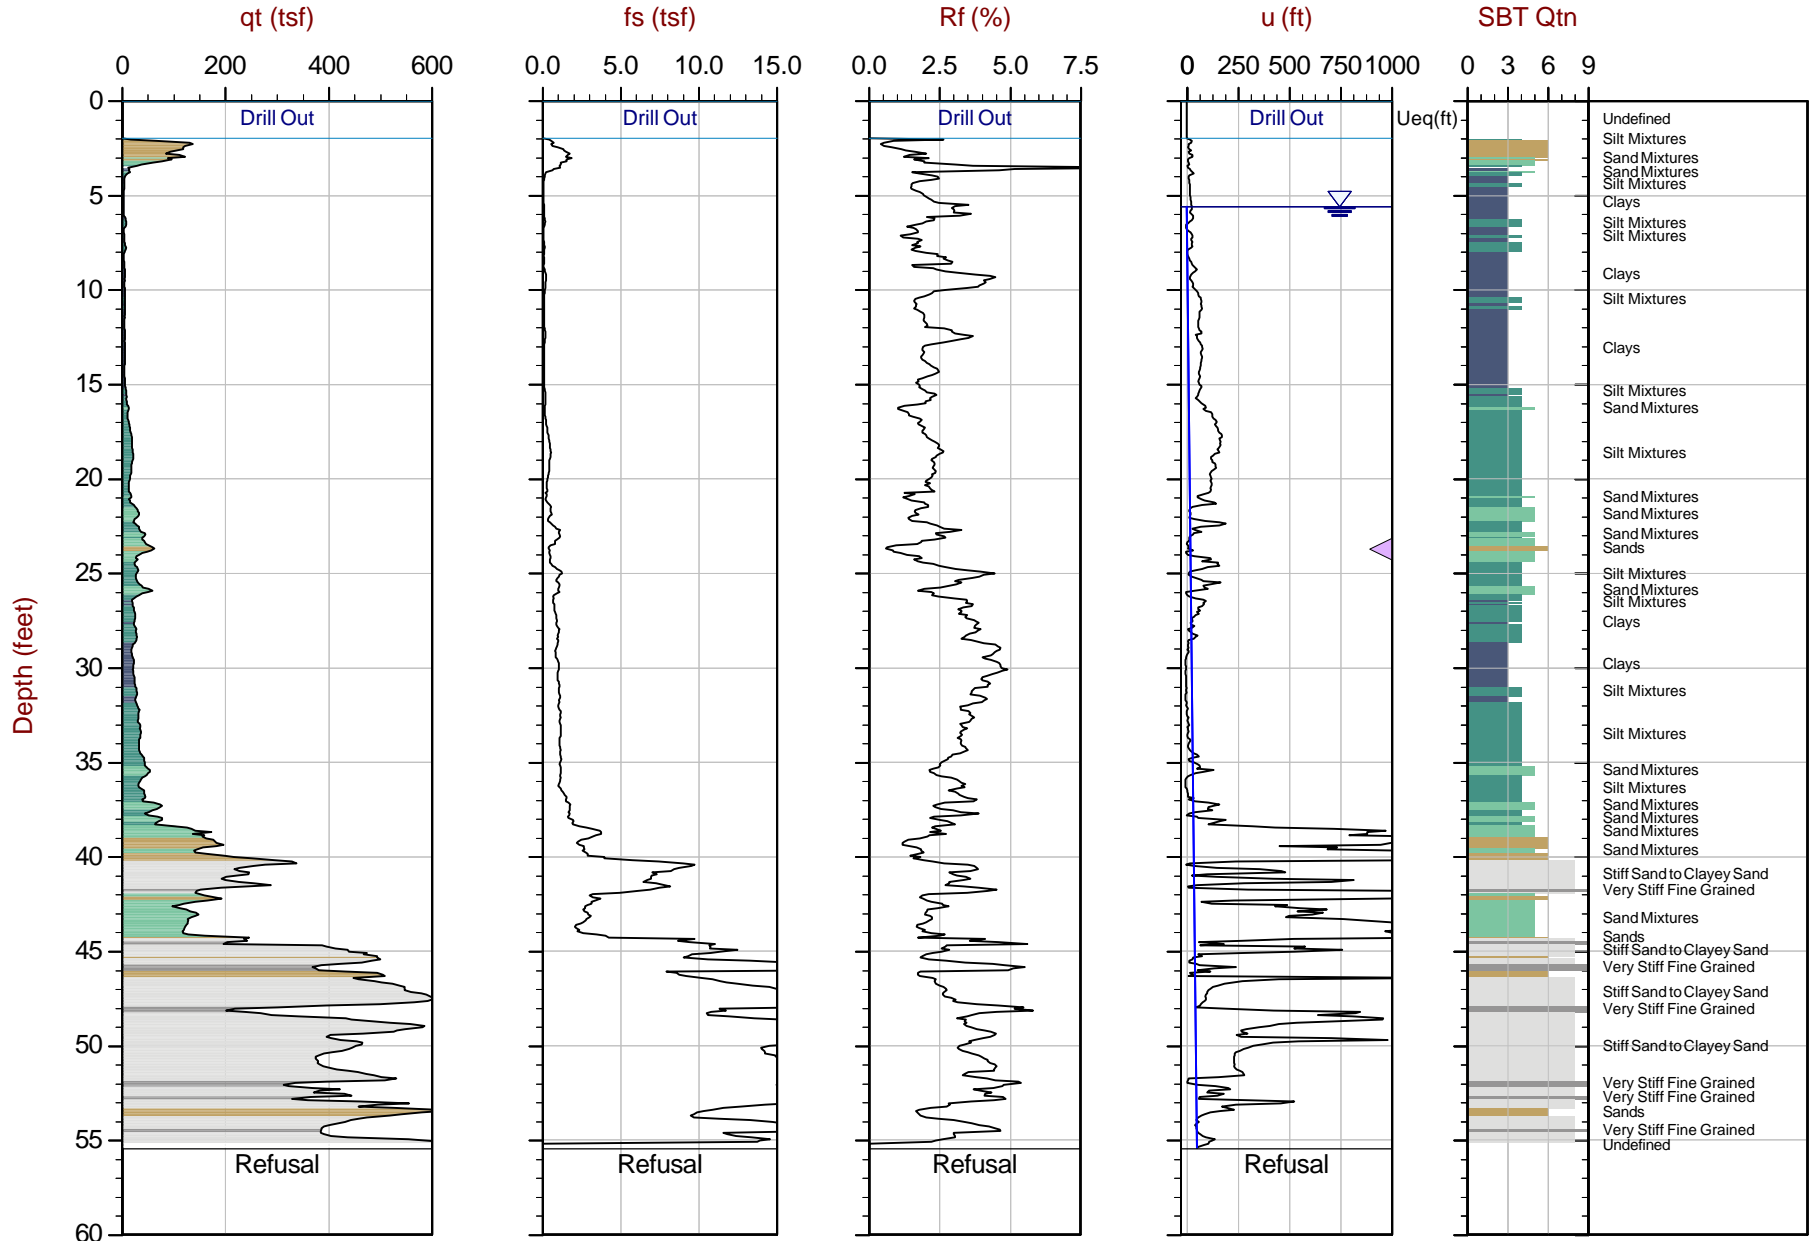 qt (tsf) fs (tsf) Rf (%) u (ft) SBT Qtn
0 200 400 600 0.0 5.0 10.0 15.0 0.0 2.5 5.0 7.5 0 250 500 750 1000 0 3 6 9
0
Drill Out Drill Out Drill Out Drill Out Ueq(ft) Undefined
Silt Mixtures
Sand Mixtures
Sand Mixtures
Silt Mixtures
5
Clays
Silt Mixtures
Silt Mixtures
Clays
10
Silt Mixtures
Clays
15
Silt Mixtures
Sand Mixtures
Silt Mixtures
20
Sand Mixtures
Sand Mixtures
Sand Mixtures
Sands
25
Silt Mixtures
Sand Mixtures
Silt Mixtures
Clays
30
Clays
Silt Mixtures
Depth (feet)
Silt Mixtures
35
Sand Mixtures
Silt Mixtures
Sand Mixtures
Sand Mixtures
Sand Mixtures
40
Sand Mixtures
Stiff Sand to Clayey Sand
Very Stiff Fine Grained
Sand Mixtures
Sands
45
Stiff Sand to Clayey Sand
Very Stiff Fine Grained
Stiff Sand to Clayey Sand
Very Stiff Fine Grained
50
Stiff Sand to Clayey Sand
Very Stiff Fine Grained
Very Stiff Fine Grained
Sands
Very Stiff Fine Grained
55
Undefined
Refusal Refusal Refusal Refusal
60